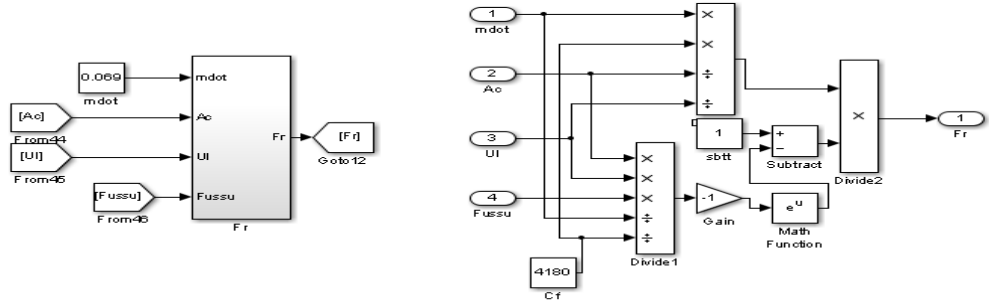 0.069
mdot
[Ac]
From44
[Ul]
From45
[Fussu]
From46
mdot
Ac
Ul
Fussu
Fr
Fr
[Fr]
Goto12
1
mdot
2
Ac
3
Ul
4
Fussu
×
×
÷
÷
1
sbtt
+
−
Subtract
×
Divide2
1
Fr
×
×
×
÷
÷
Divide1
-1
Gain
e^u
Math
Function
4180
Cf